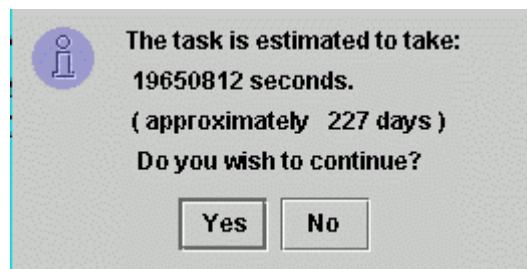 The task is estimated to take:
19650812 seconds.
( approximately 227 days )
Do you wish to continue?
Yes No